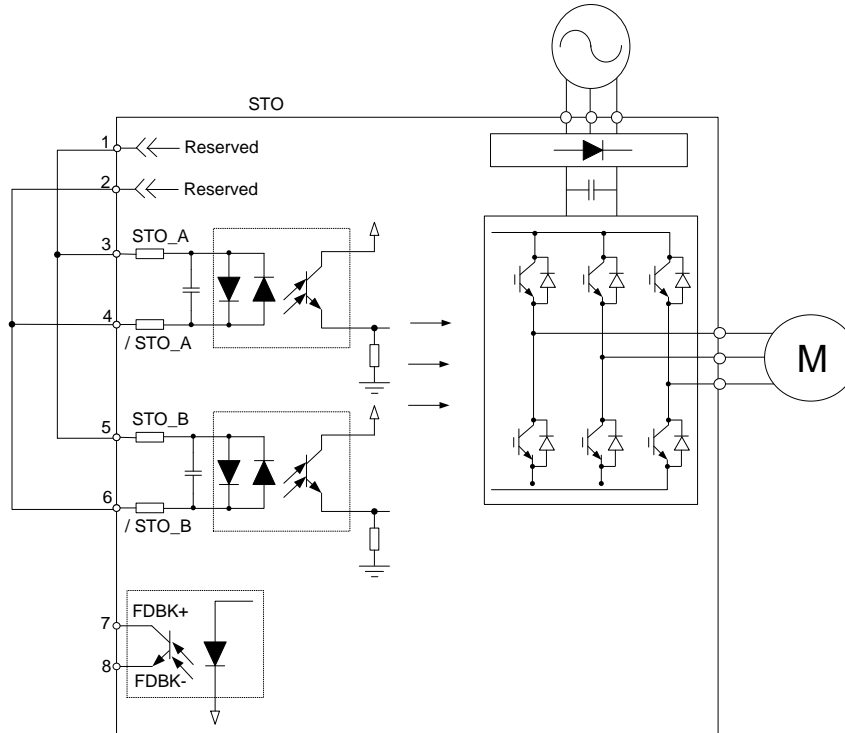 STO
1
Reserved
2
Reserved
3
STO_A
4
/ STO_A
5
STO_B
6
/ STO_B
7
FDBK+
8
FDBK-
M